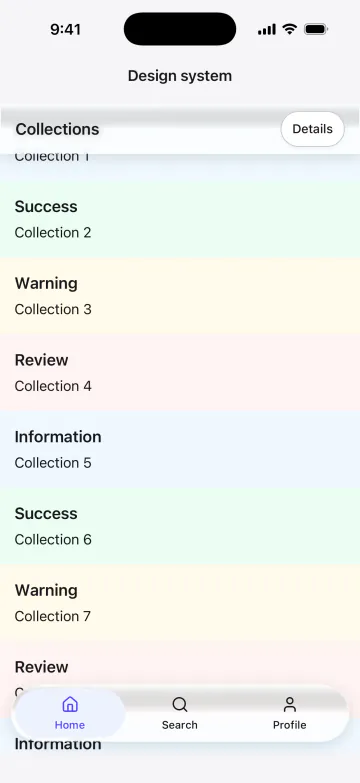 9:41
Design system
Collections
Details
Collection 1
Success
Collection 2
Warning
Collection 3
Review
Collection 4
Information
Collection 5
Success
Collection 6
Warning
Collection 7
Review
Home
Search
Profile
Information